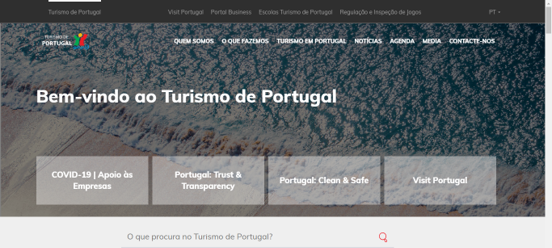 Turismo de Portugal
Visit Portugal Portal Business Escolas Turismo de Portugal Regulação e Inspeção de Jogos PT
TURISMO DE
PORTUGAL
QUEM SOMOS O QUE FAZEMOS TURISMO EM PORTUGAL NOTÍCIAS AGENDA MEDIA CONTACTE-NOS
Bem-vindo ao Turismo de Portugal
COVID-19 | Apoio às
Empresas
Portugal: Trust &
Transparency
Portugal: Clean & Safe
Visit Portugal
O que procura no Turismo de Portugal?